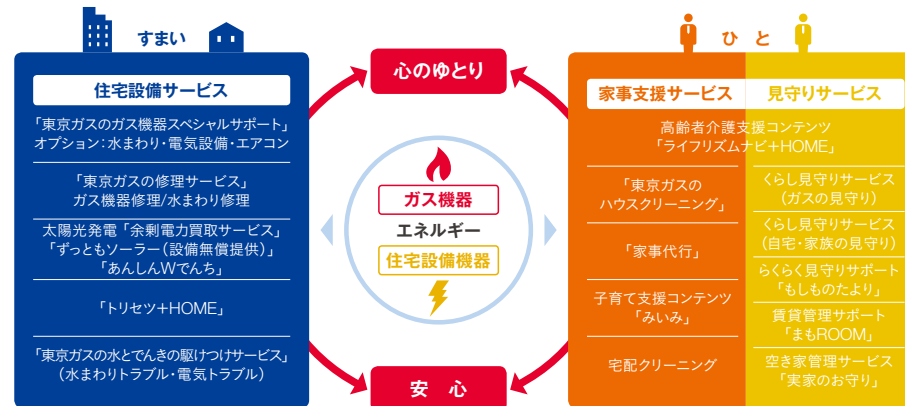 すまい
住宅設備サービス
「東京ガスのガス機器スペシャルサポート」
オプション：水まわり・電気設備・エアコン
「東京ガスの修理サービス」
ガス機器修理/水まわり修理
太陽光発電「余剰電力買取サービス」
「ずっともソーラー（設備無償提供）」
「あんしんWでんち」
「トリセツ+HOME」
「東京ガスの水とでんきの駆けつけサービス」
（水まわりトラブル・電気トラブル）
心のゆとり
ガス機器
エネルギー
住宅設備機器
安 心
ひ と
家事支援サービス
見守りサービス
高齢者介護支援コンテンツ
「ライフリズムナビ+HOME」
「東京ガスの
ハウスクリーニング」
「家事代行」
子育て支援コンテンツ
「みいみ」
宅配クリーニング
くらし見守りサービス
（ガスの見守り）
くらし見守りサービス
（自宅・家族の見守り）
らくらく見守りサポート
「もしものたより」
賃貸管理サポート
「まもROOM」
空き家管理サービス
「実家のお守り」